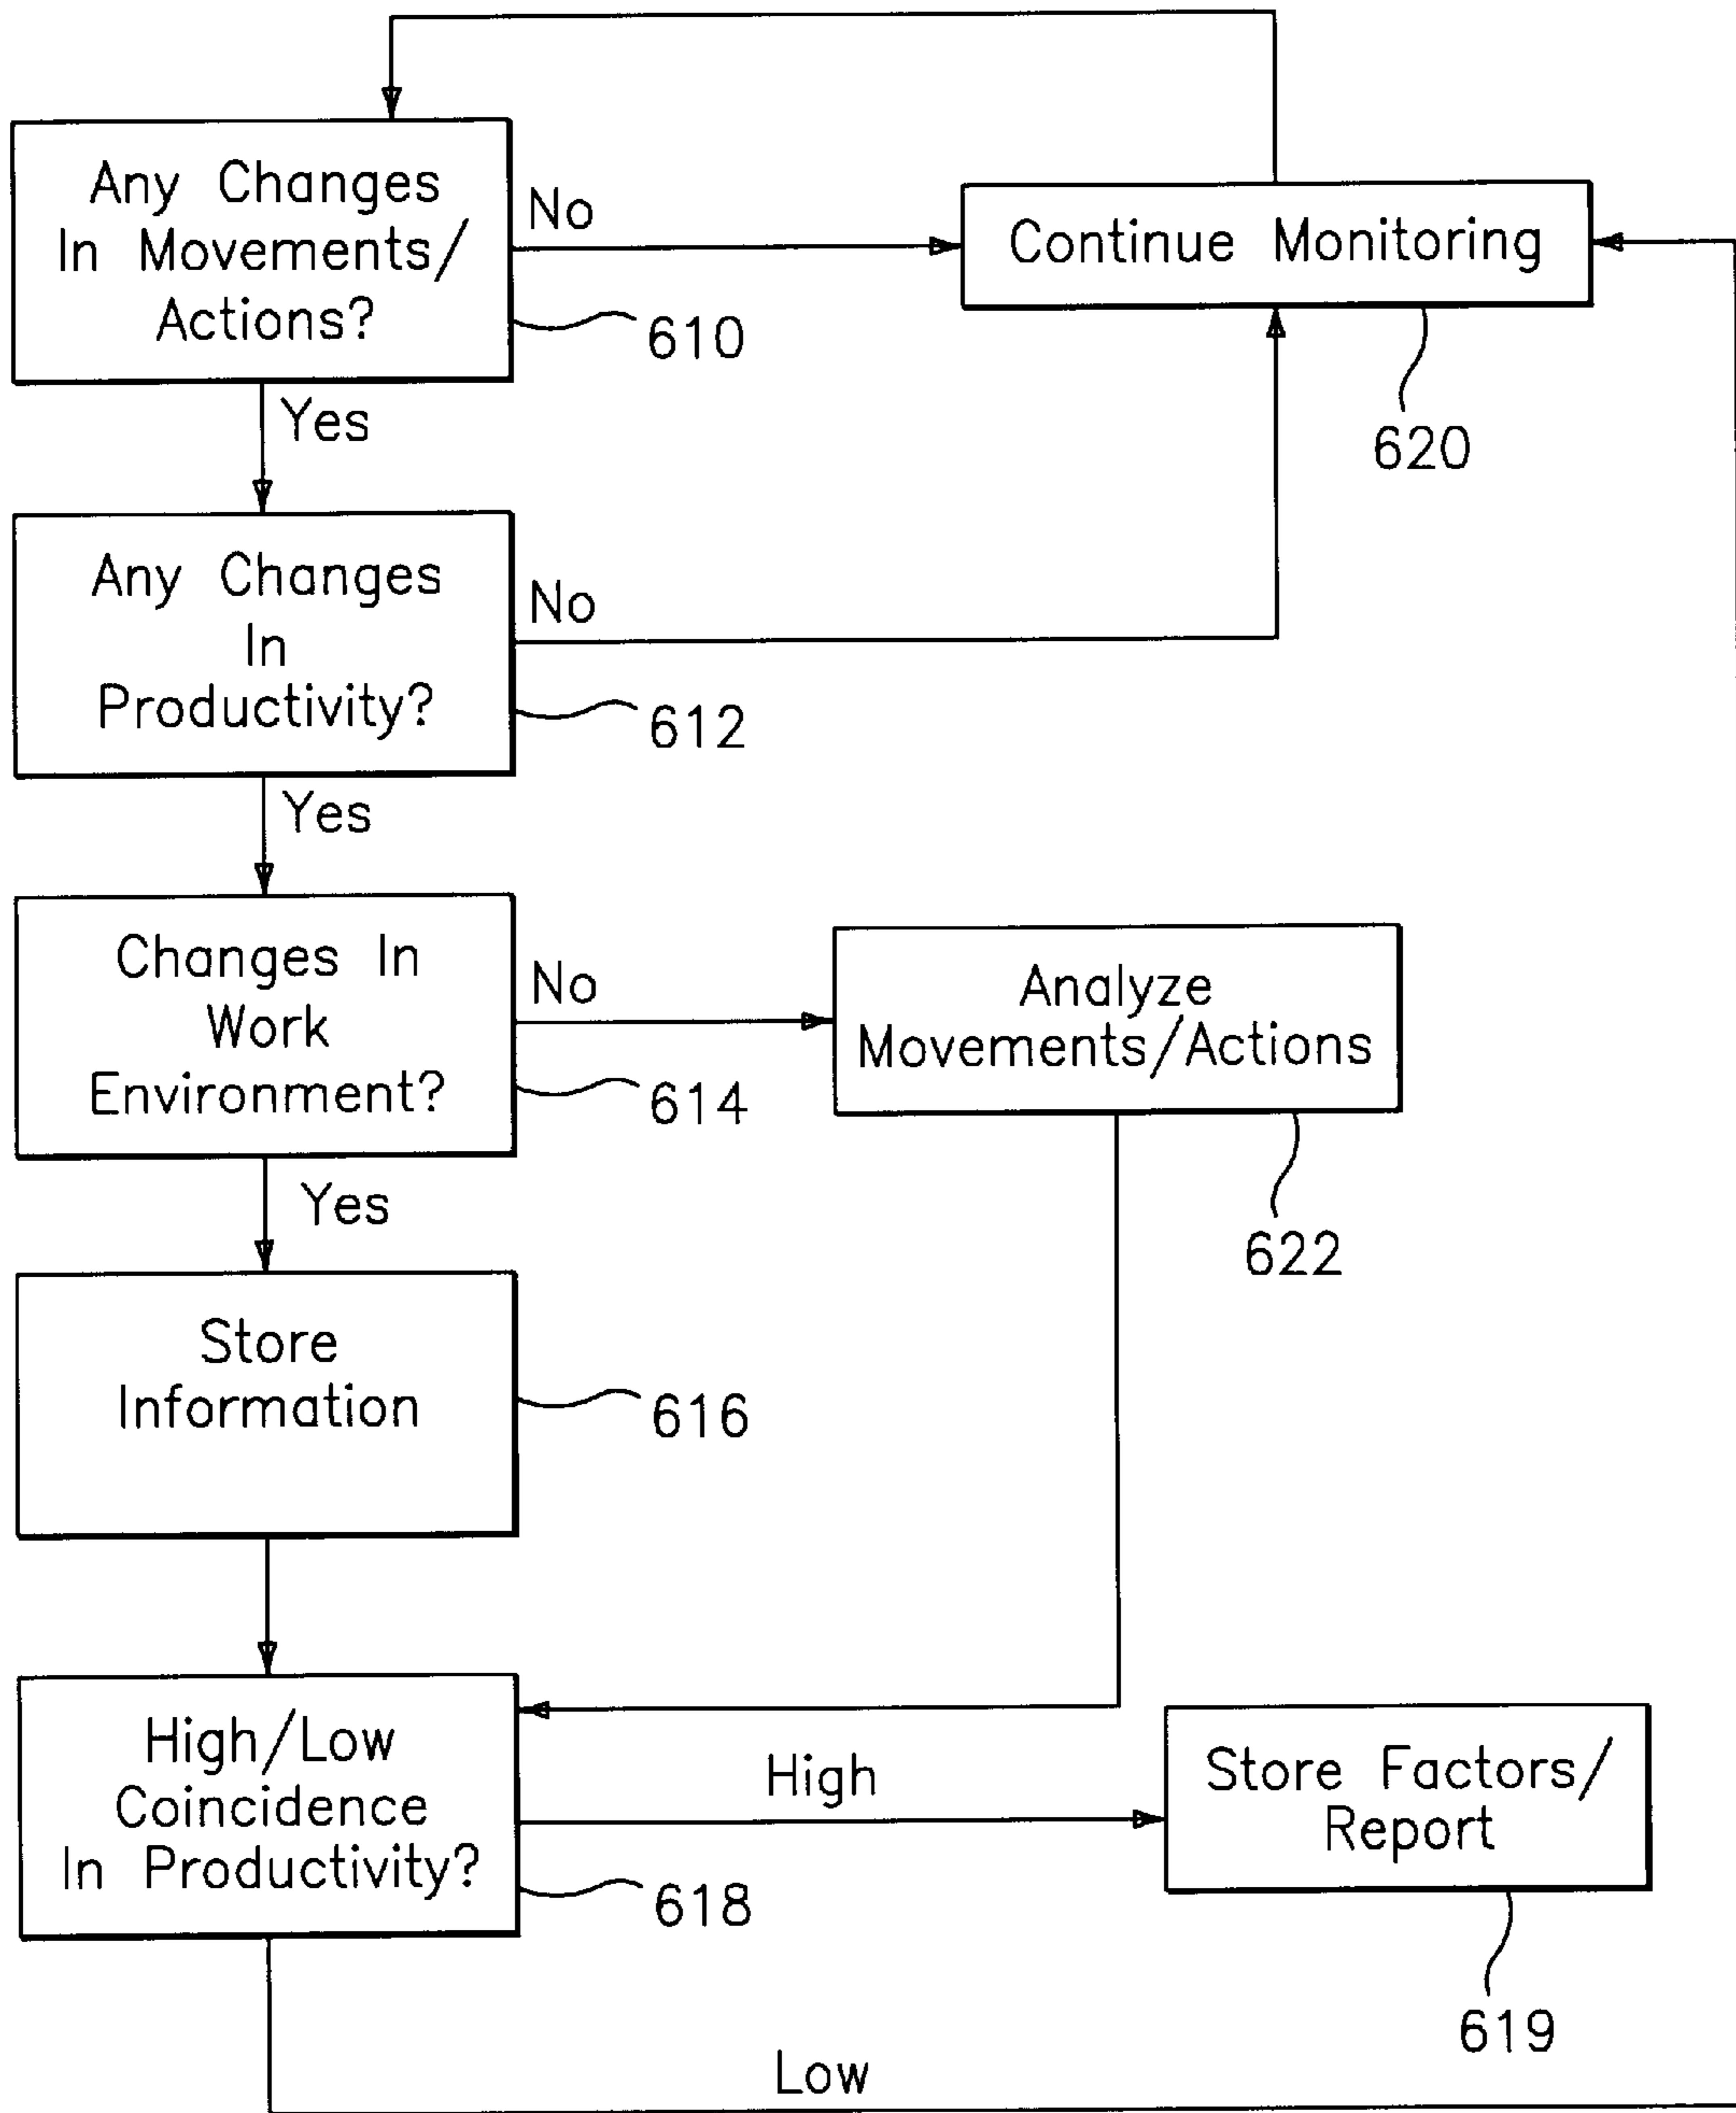 Any Changes
In Movements/
Actions?
No
Continue Monitoring
610
620
Yes
Any Changes
In
Productivity?
No
612
Yes
Changes In
Work
Environment?
No
Analyze
Movements/Actions
614
622
Yes
Store
Information
616
High/Low
Coincidence
In Productivity?
High
Store Factors/
Report
618
619
Low